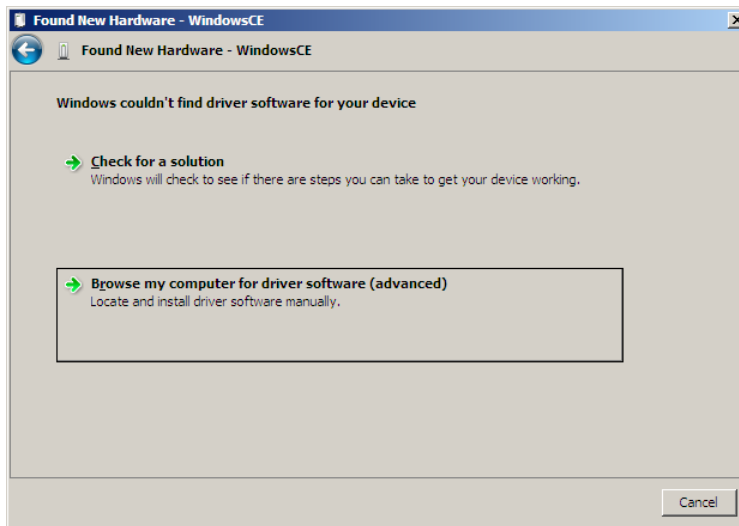 Found New Hardware - WindowsCE
Found New Hardware - WindowsCE
Windows couldn't find driver software for your device
Check for a solution
Windows will check to see if there are steps you can take to get your device working.
Browse my computer for driver software (advanced)
Locate and install driver software manually.
Cancel